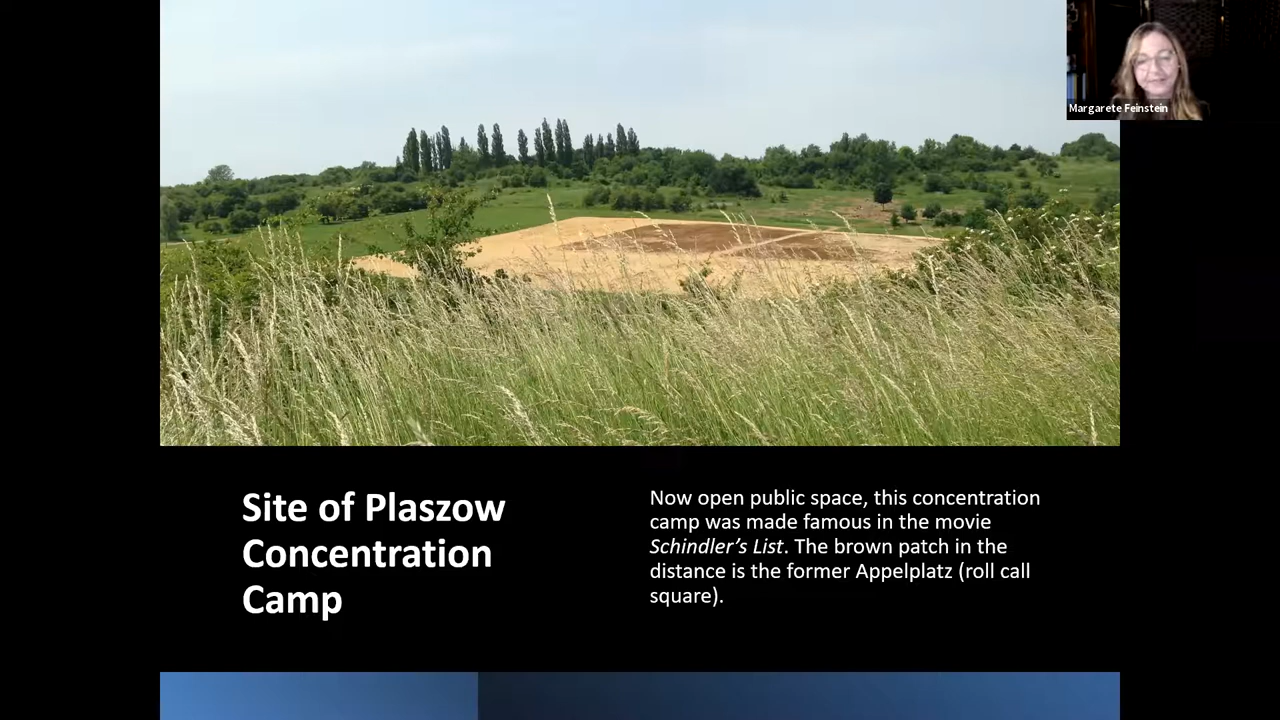 Margarete Feinstein
Site of Plaszow
Concentration
Camp
Now open public space, this concentration
camp was made famous in the movie
Schindler’s List. The brown patch in the
distance is the former Appelplatz (roll call
square).